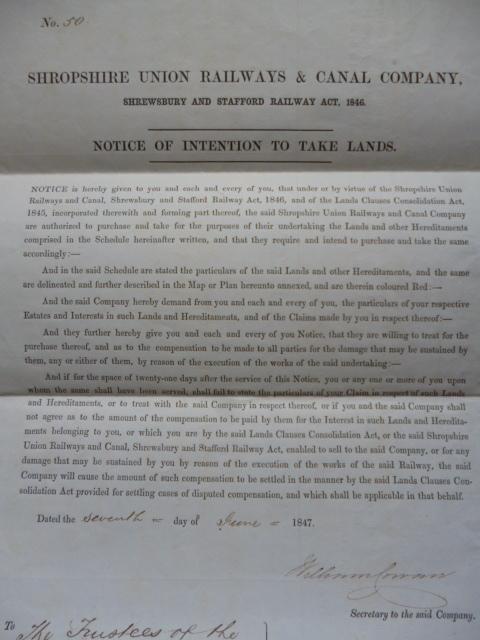 No. 50
SHROPSHIRE UNION RAILWAYS & CANAL COMPANY,
SHREWSBURY AND STAFFORD RAILWAY ACT, 1846.
NOTICE OF INTENTION TO TAKE LANDS.
NOTICE is hereby given to you and each and every of you, that under or by virtue of the Shropshire Union
Railways and Canal, Shrewsbury and Stafford Railway Act, 1846, and of the Lands Clauses Consolidation Act,
1845, incorporated therewith and forming part thereof, the said Shropshire Union Railways and Canal Company
are authorized to purchase and take for the purposes of their undertaking the Lands and other Hereditaments
comprised in the Schedule hereinafter written, and that they require and intend to purchase and take the same
accordingly:—
And in the said Schedule are stated the particulars of the said Lands and other Hereditaments, and the same
are delineated and further described in the Map or Plan hereunto annexed, and are therein coloured Red:—
And the said Company hereby demand from you and each and every of you, the particulars of your respective
Estates and Interests in such Lands and Hereditaments, and of the Claims made by you in respect thereof:—
And they further hereby give you and each and every of you Notice, that they are willing to treat for the
purchase thereof, and as to the compensation to be made to all parties for the damage that may be sustained by
them, any or either of them, by reason of the execution of the works of the said undertaking:—
And if for the space of twenty-one days after the service of this Notice, you or any one or more of you upon
whom the same shall have been served, shall fail to state the particulars of your Claim in respect of such Lands
and Hereditaments, or to treat with the said Company in respect thereof, or if you and the said Company shall
not agree as to the amount of the compensation to be paid by them for the Interest in such Lands and Heredita-
ments belonging to you, or which you are by the said Lands Clauses Consolidation Act, or the said Shropshire
Union Railways and Canal, Shrewsbury and Stafford Railway Act, enabled to sell to the said Company, or for any
damage that may be sustained by you by reason of the execution of the works of the said Railway, the said
Company will cause the amount of such compensation to be settled in the manner by the said Lands Clauses Con-
solidation Act provided for settling cases of disputed compensation, and which shall be applicable in that behalf.
Dated the seventh day of June 1847.
William Cowan
Secretary to the said Company.
To The Trustees of the